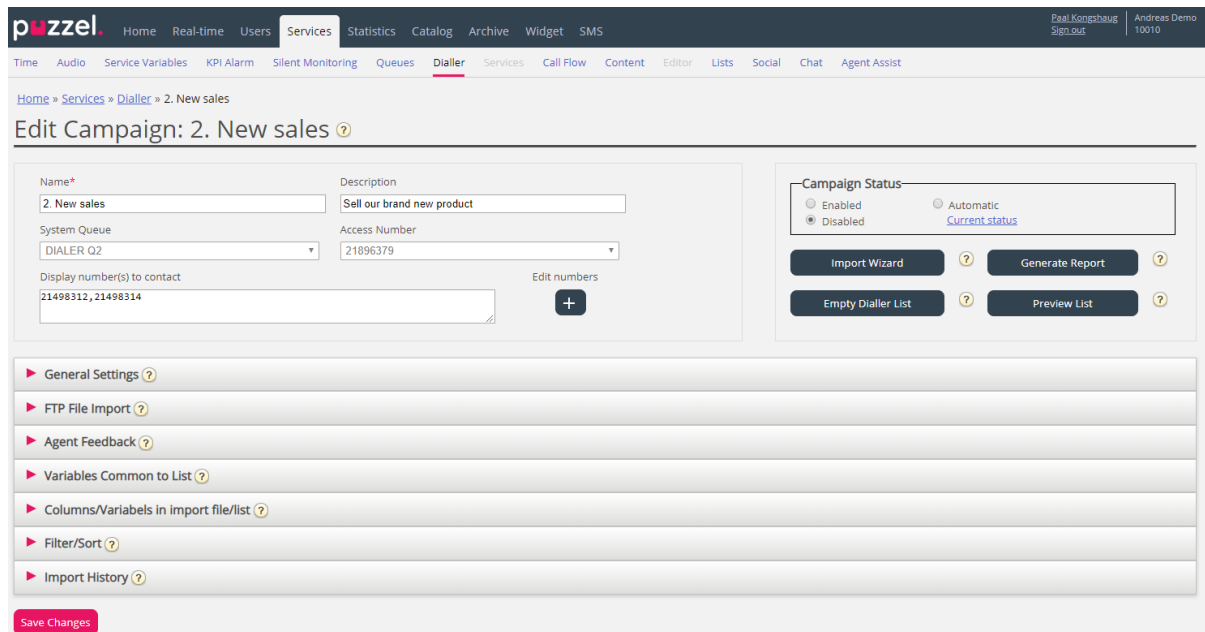 puzzel.
Home Real-time Users Services Statistics Catalog Archive Widget SMS
Paal Kongshaug
Sign out
Andreas Demo
10010
Time Audio Service Variables KPI Alarm Silent Monitoring Queues Dialler Services Call Flow Content Editor Lists Social Chat Agent Assist
Home » Services » Dialler » 2. New sales
Edit Campaign: 2. New sales ?
Name* Description
2. New sales Sell our brand new product
System Queue Access Number
DIALER Q2 21896379
Display number(s) to contact Edit numbers
21498312,21498314 +
Campaign Status
Enabled Automatic
Disabled Current status
Import Wizard ? Generate Report ?
Empty Dialler List ? Preview List ?
General Settings ?
FTP File Import ?
Agent Feedback ?
Variables Common to List ?
Columns/Variabels in import file/list ?
Filter/Sort ?
Import History ?
Save Changes